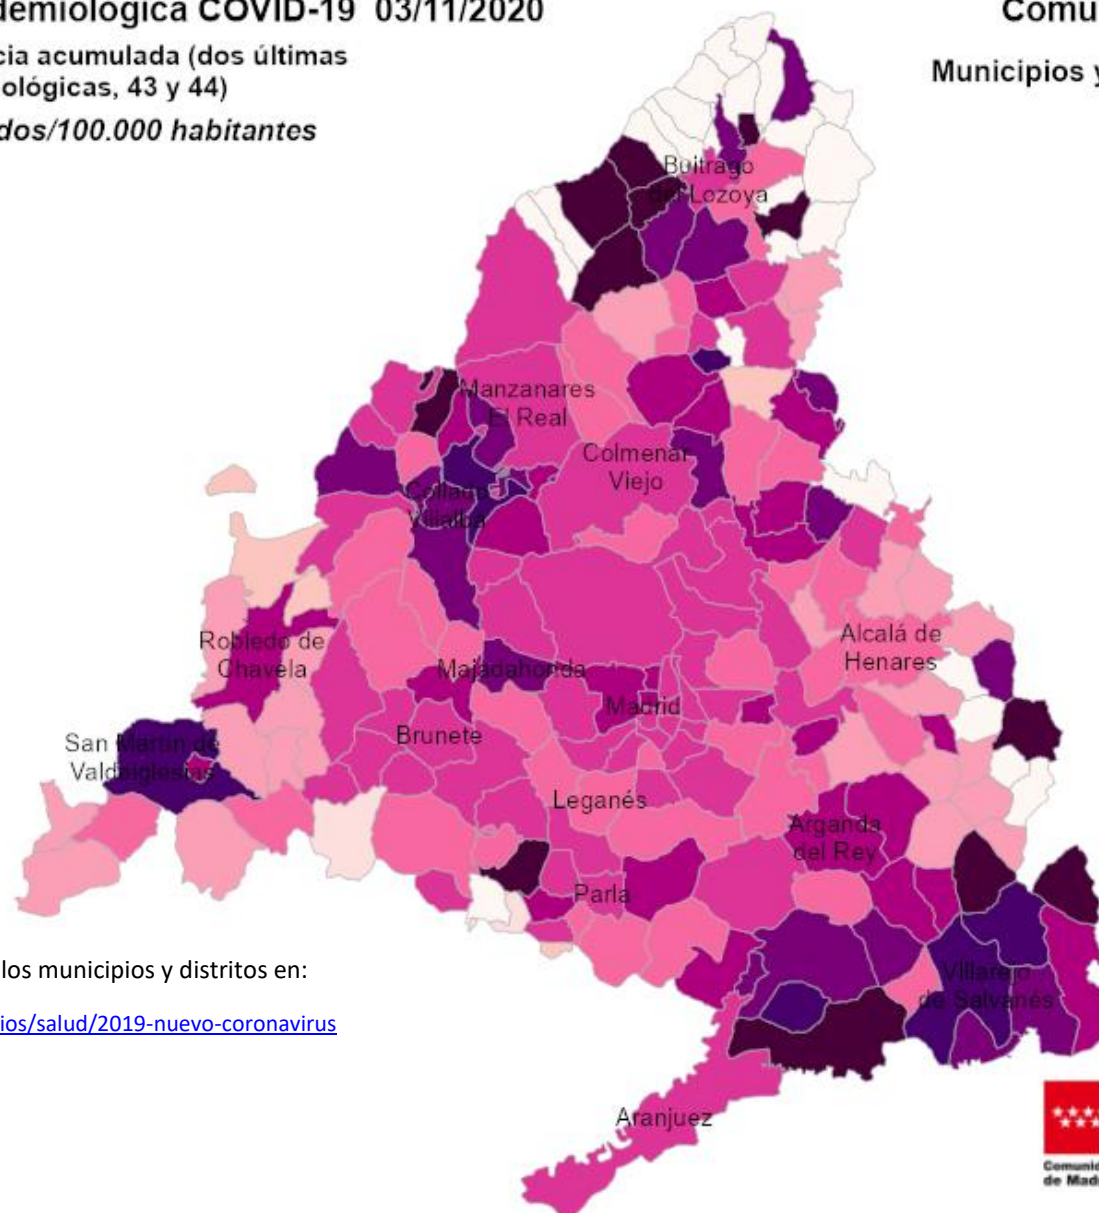 demiológica COVID-19 03/11/2020
cia acumulada (dos últimas
ológicas, 43 y 44)
dos/100.000 habitantes
Comu
Municipios y
Buitrago
del Lozoya
Manzanares
El Real
Colmenar
Viejo
Collado
Villalba
Robledo de
Chavela
Majadahonda
Alcalá de
Henares
Madrid
Brunete
San Martín de
Valdeiglesias
Leganés
Arganda
del Rey
Parla
los municipios y distritos en:
Villarejo
de Salvanés
ios/salud/2019-nuevo-coronavirus
Aranjuez
Comunid
de Madr